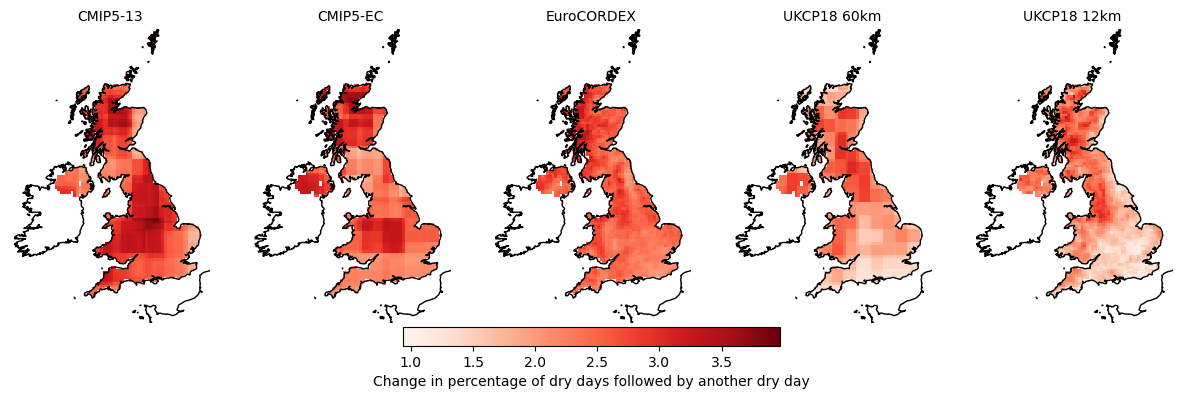 CMIP5-13
CMIP5-EC
EuroCORDEX
UKCP18 60km
UKCP18 12km
1.0
1.5
2.0
2.5
3.0
3.5
Change in percentage of dry days followed by another dry day